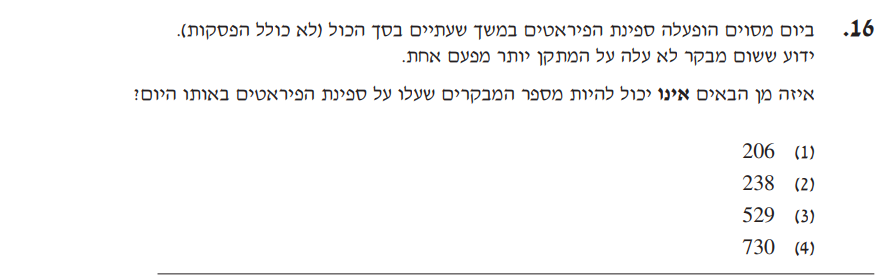 16. ביום מסוים הופעלה ספינת הפיראטים במשך שעתיים בסך הכול (לא כולל הפסקות).
ידוע ששום מבקר לא עלה על המתקן יותר מפעם אחת.
איזה מן הבאים אינו יכול להיות מספר המבקרים שעלו על ספינת הפיראטים באותו היום?
(1) 206
(2) 238
(3) 529
(4) 730